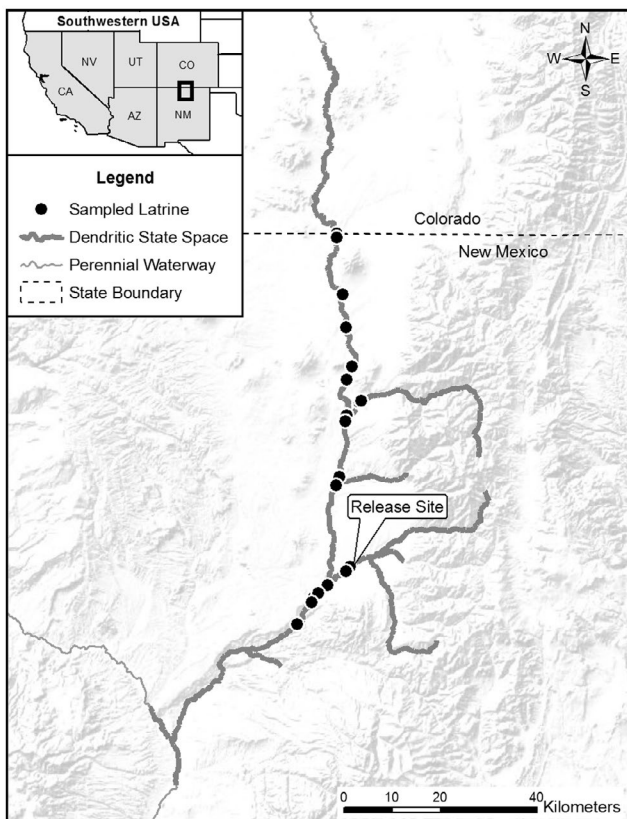 Southwestern USA
NV
UT
CO
CA
AZ
NM
N
W
E
S
Legend
Sampled Latrine
Dendritic State Space
Perennial Waterway
State Boundary
Colorado
New Mexico
Release Site
0 10 20 40 Kilometers